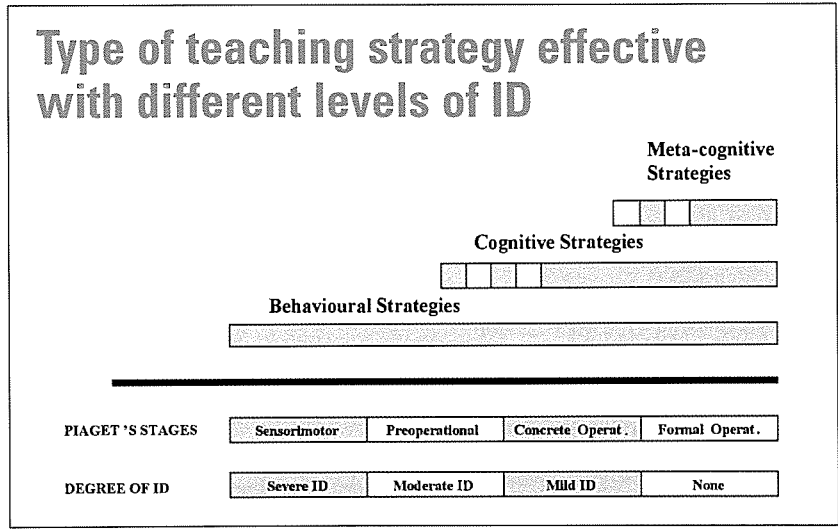 Type of teaching strategy effective
with different levels of ID
Meta-cognitive
Strategies
Cognitive Strategies
Behavioural Strategies
PIAGET 'S STAGES Sensorimotor Preoperational Concrete Operat. Formal Operat.
DEGREE OF ID Severe ID Moderate ID Mild ID None